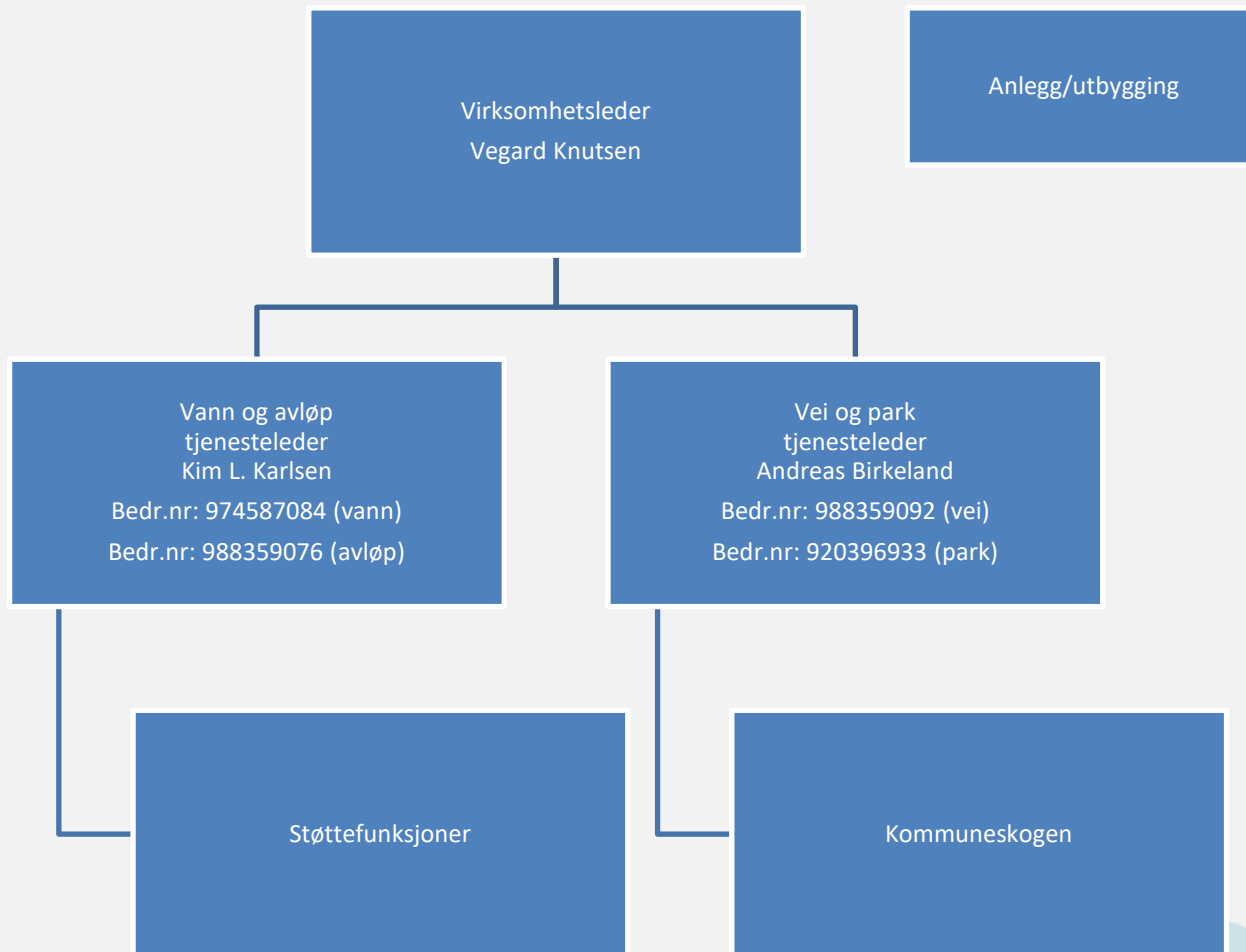 Virksomhetsleder
Vegard Knutsen
Anlegg/utbygging
Vann og avløp
tjenesteleder
Kim L. Karlsen
Bedr.nr: 974587084 (vann)
Bedr.nr: 988359076 (avløp)
Vei og park
tjenesteleder
Andreas Birkeland
Bedr.nr: 988359092 (vei)
Bedr.nr: 920396933 (park)
Støttefunksjoner
Kommuneskogen